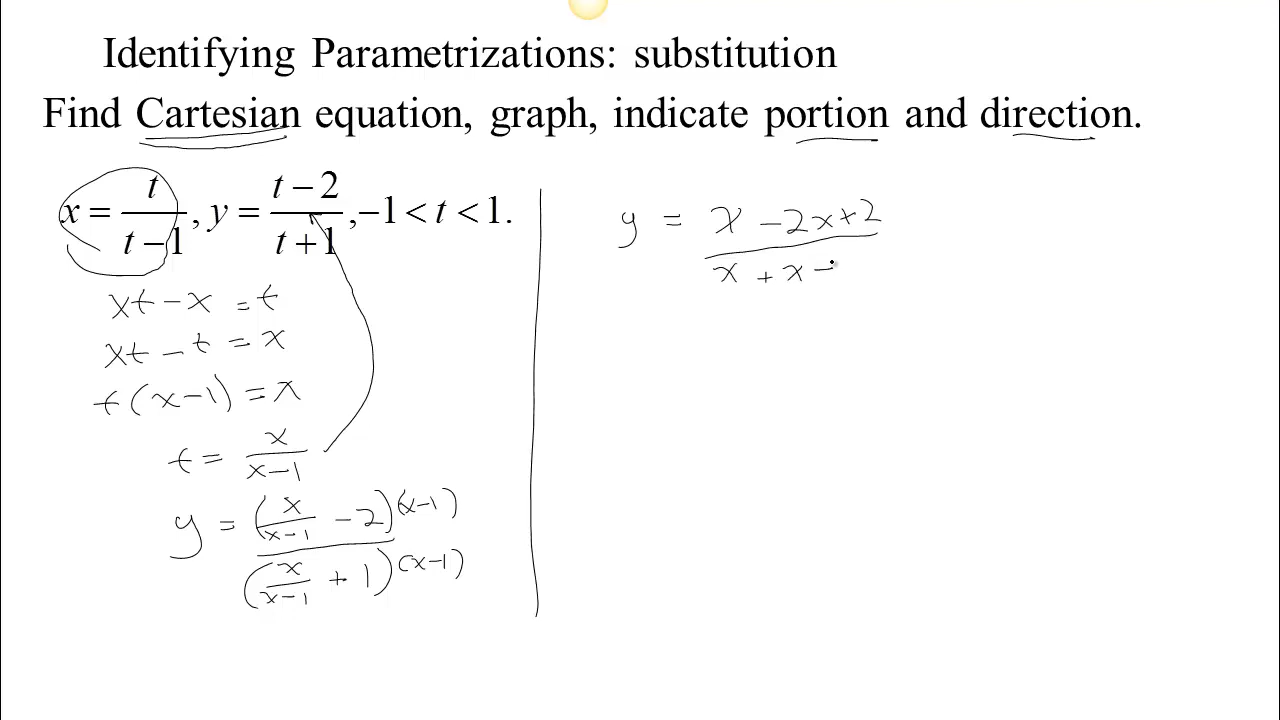 Identifying Parametrizations: substitution
Find Cartesian equation, graph, indicate portion and direction.
x = t/(t−1), y = (t−2)/(t+1), −1 < t < 1.
xt − x = t
xt − t = x
t(x−1) = x
t = x/(x−1)
y = (x/(x−1) − 2)(x−1) / (x/(x−1) + 1)(x−1)
y = (x − 2x + 2)/(x + x −